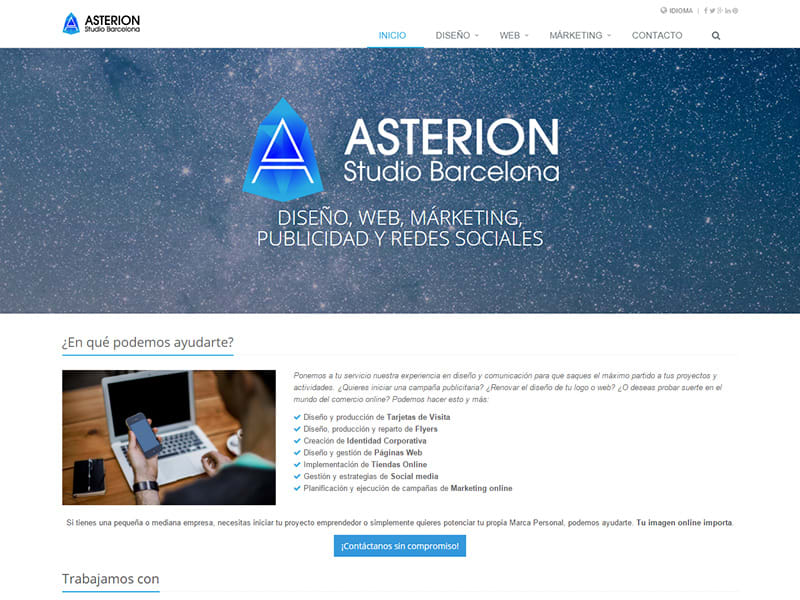 ASTERION
Studio Barcelona
IDIOMA
INICIO
DISEÑO
WEB
MÁRKETING
CONTACTO
ASTERION
Studio Barcelona
DISEÑO, WEB, MÁRKETING,
PUBLICIDAD Y REDES SOCIALES
¿En qué podemos ayudarte?
Ponemos a tu servicio nuestra experiencia en diseño y comunicación para que saques el máximo partido a tus proyectos y
actividades. ¿Quieres iniciar una campaña publicitaria? ¿Renovar el diseño de tu logo o web? ¿O deseas probar suerte en el
mundo del comercio online? Podemos hacer esto y más:
Diseño y producción de Tarjetas de Visita
Diseño, producción y reparto de Flyers
Creación de Identidad Corporativa
Diseño y gestión de Páginas Web
Implementación de Tiendas Online
Gestión y estrategias de Social media
Planificación y ejecución de campañas de Marketing online
Si tienes una pequeña o mediana empresa, necesitas iniciar tu proyecto emprendedor o simplemente quieres potenciar tu propia Marca Personal, podemos ayudarte. Tu imagen online importa.
¡Contáctanos sin compromiso!
Trabajamos con